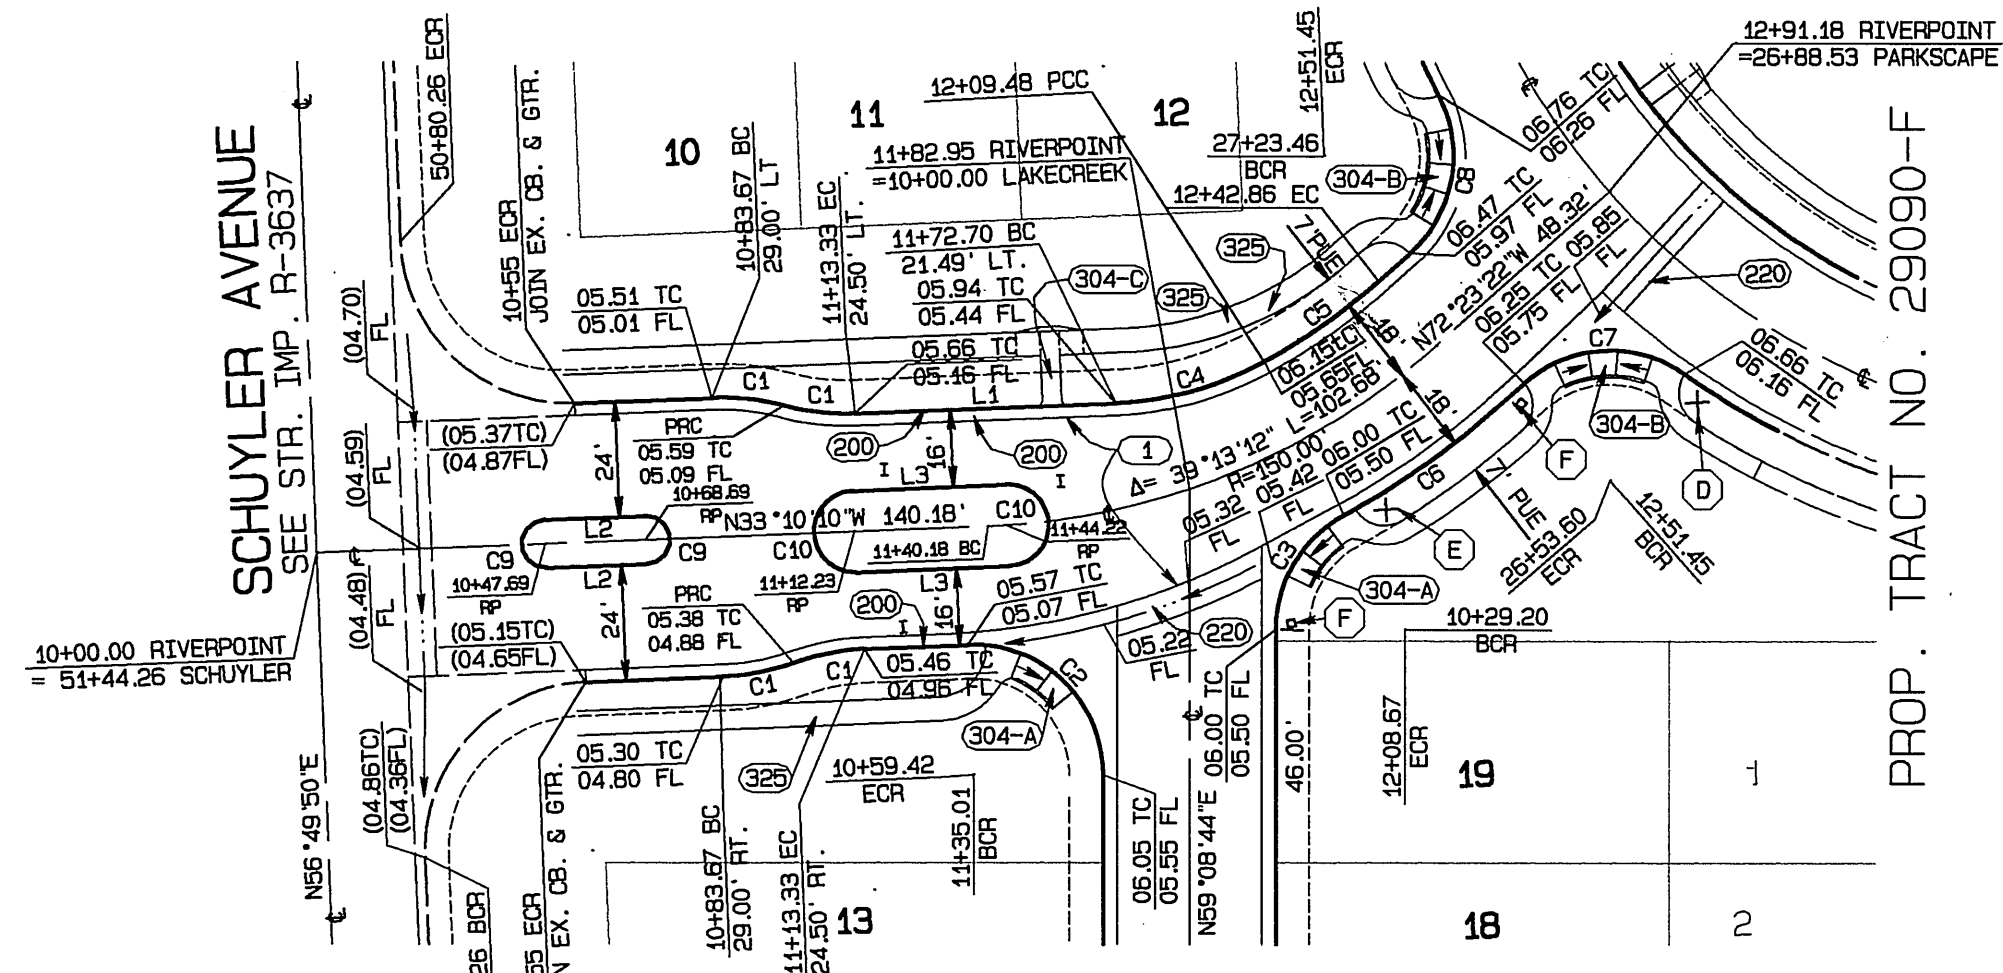 SCHUYLER AVENUE
SEE STR. IMP. R-3637
50+80.26 ECR
10+55 ECR
JOIN EX. CB. & GTR.
10
11
12
12+09.48 PCC
11+82.95 RIVERPOINT
=10+00.00 LAKECREEK
10+83.67 BC
29.00' LT
11+13.33 EC
24.50' LT.
11+72.70 BC
21.49' LT.
12+51.45
ECR
27+23.46
BCR
12+42.86 EC
304-B
C8
12+91.18 RIVERPOINT
=26+88.53 PARKSCAPE
06.76 TC
06.26 FL
06.47 TC
05.97 FL
N72°23'22"W 48.32'
06.25 TC
05.75 FL
05.85
FL
220
PROP. TRACT NO. 29090-F
(04.70)
FL
(04.59)
FL
(04.48)
FL
05.51 TC
05.01 FL
05.94 TC
05.44 FL
304-C
325
325
7' PUE
05.66 TC
05.16 FL
C1
C1
L1
C4
C5
06.15tC
05.65FL
18'
18'
C7
06.66 TC
06.16 FL
304-B
F
D
(05.37TC)
(04.87FL)
24'
PRC
05.59 TC
05.09 FL
200
I
16'
200
I
1
Δ= 39°13'12" L=102.68'
R=150.00'
06.00 TC
05.50 FL
05.42
FL
05.32
FL
C6
7' PUE
E
26+53.60
ECR
12+51.45
BCR
10+68.69
RP
N33°10'10"W 140.18'
L3
L2
C9
C9
C10
C10
11+40.18 BC
11+44.22
RP
10+47.69
RP
L2
11+12.23
RP
L3
C3
304-A
F
10+00.00 RIVERPOINT
= 51+44.26 SCHUYLER
(05.15TC)
(04.65FL)
24'
PRC
05.38 TC
04.88 FL
200
I
16'
05.57 TC
05.07 FL
05.22
FL
220
10+29.20
BCR
C1
C1
05.46 TC
04.96 FL
C2
304-A
05.30 TC
04.80 FL
325
10+59.42
ECR
11+35.01
BCR
06.05 TC
05.55 FL
N59°08'44"E
06.00 TC
05.50 FL
46.00'
12+08.67
ECR
19
1
18
2
13
N56°49'50"E
(04.86TC)
(04.36FL)
26 BCR
55 ECR
N EX. CB. & GTR.
10+83.67 BC
29.00' RT.
11+13.33 EC
24.50' RT.